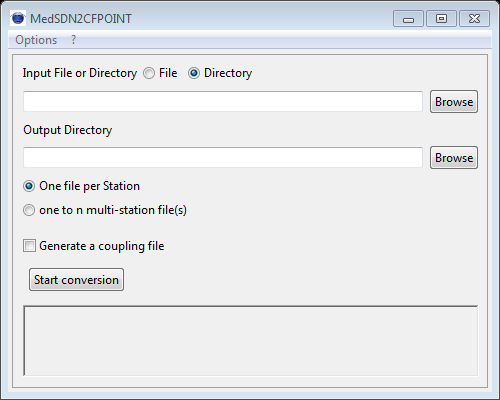 MedSDN2CFPOINT
Options ?
Input File or Directory File Directory
Browse
Output Directory
Browse
One file per Station
one to n multi-station file(s)
Generate a coupling file
Start conversion